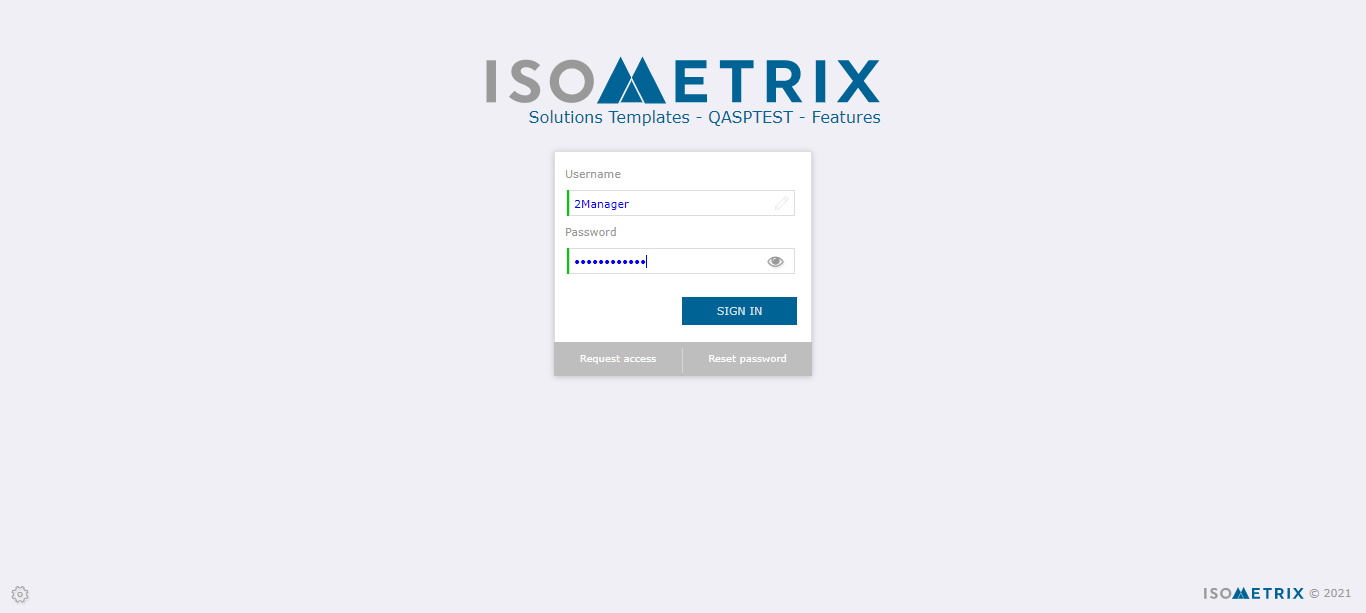 ISOMETRIX
Solutions Templates - QASPTEST - Features
Username
2Manager
Password
••••••••••••
SIGN IN
Request access
Reset password
ISOMETRIX © 2021